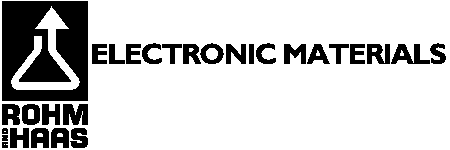 ELECTRONIC MATERIALS
ROHM
AND HAAS